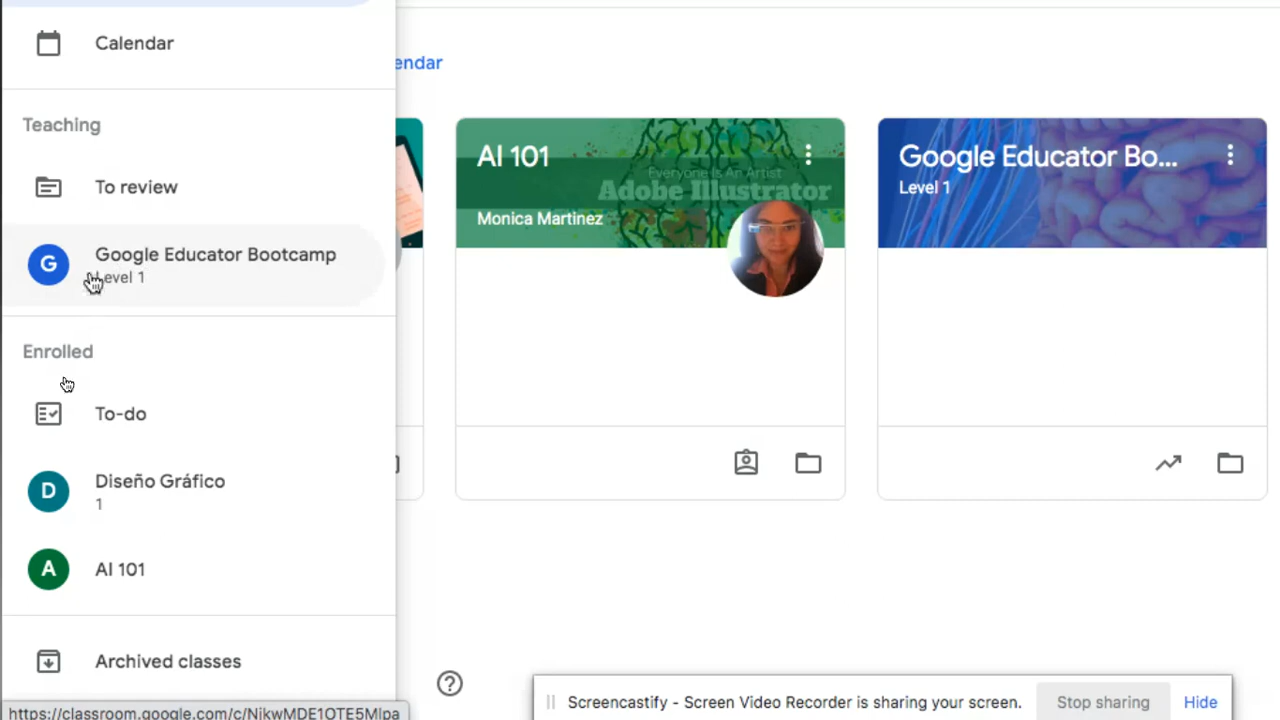 Calendar
endar
Teaching
To review
G
Google Educator Bootcamp
evel 1
Enrolled
To-do
D
Diseño Gráfico
1
A
AI 101
Archived classes
https://classroom.google.com/c/NjkwMDE1OTE5Mlpa
AI 101
Everyone Is An Artist
Adobe Illustrator
Monica Martinez
Google Educator Bo...
Level 1
Screencastify - Screen Video Recorder is sharing your screen.
Stop sharing
Hide